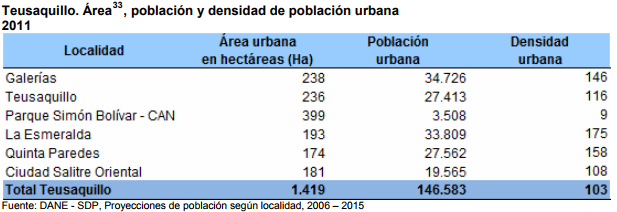 Teusaquillo. Área33, población y densidad de población urbana
2011
Localidad Área urbana en hectáreas (Ha) Población urbana Densidad urbana
Galerías 238 34.726 146
Teusaquillo 236 27.413 116
Parque Simón Bolívar - CAN 399 3.508 9
La Esmeralda 193 33.809 175
Quinta Paredes 174 27.562 158
Ciudad Salitre Oriental 181 19.565 108
Total Teusaquillo 1.419 146.583 103
Fuente: DANE - SDP, Proyecciones de población según localidad, 2006 – 2015